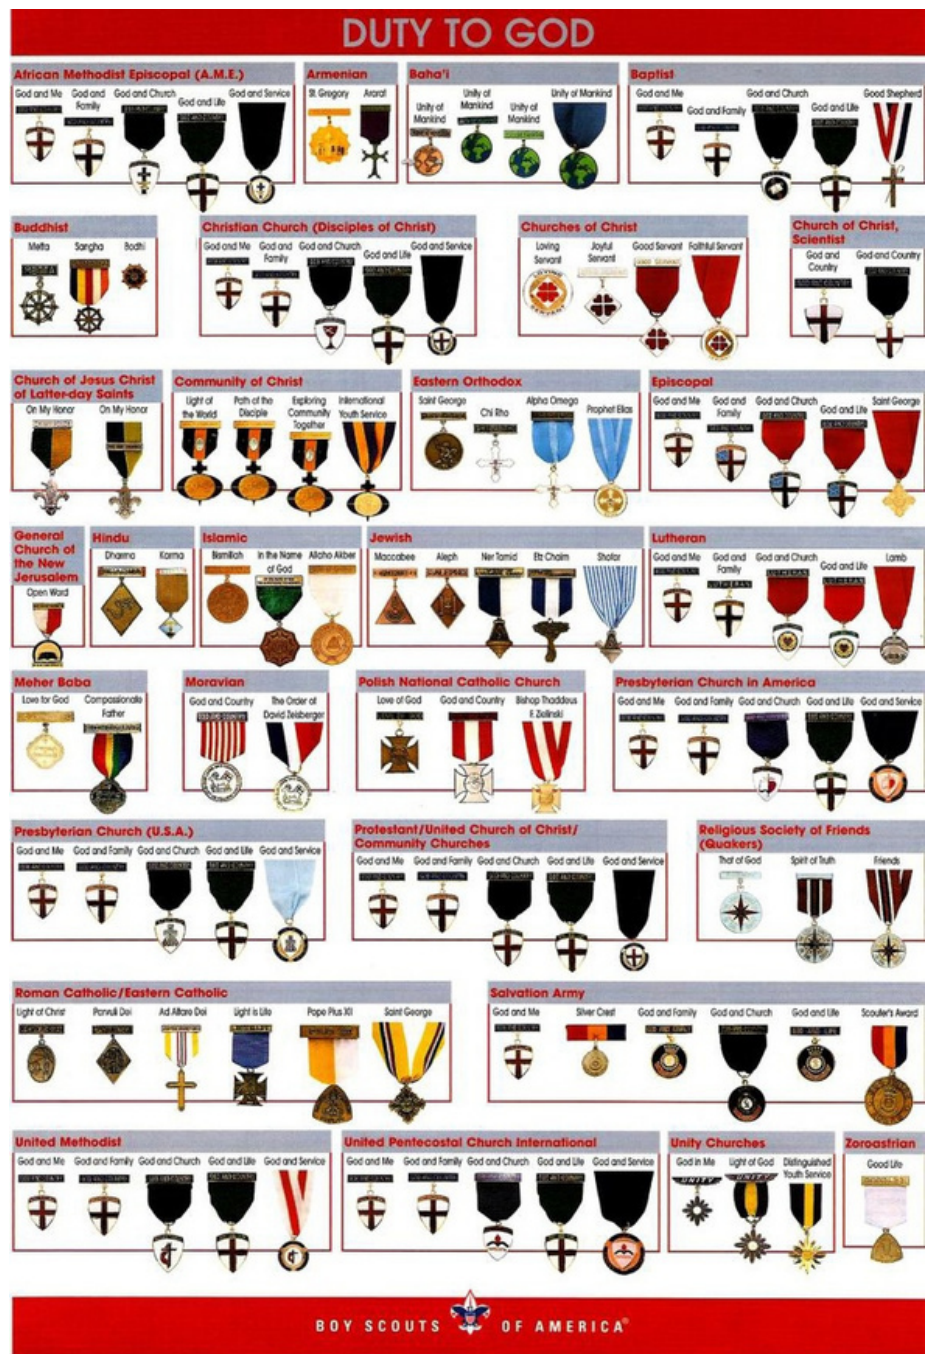 DUTY TO GOD
African Methodist Episcopal (A.M.E.)
God and Me
God and
Family
God and Church
God and Life
God and Service
Armenian
St. Gregory
Ararat
Baha'i
Unity of
Mankind
Unity of
Mankind
Unity of
Mankind
Unity of Mankind
Baptist
God and Me
God and Family
God and Church
God and Life
Good Shepherd
Buddhist
Metta
Sangha
Bodhi
Christian Church (Disciples of Christ)
God and Me
God and
Family
God and Church
God and Life
God and Service
Churches of Christ
Loving
Servant
Joyful
Servant
Good Servant
Faithful Servant
Church of Christ,
Scientist
God and
Country
God and Country
Church of Jesus Christ
of Latter-day Saints
On My Honor
On My Honor
Community of Christ
Light of
the World
Path of the
Disciple
Exploring
Community
Together
International
Youth Service
Eastern Orthodox
Saint George
Chi Rho
Alpha Omega
Prophet Elias
Episcopal
God and Me
God and
Family
God and Church
God and Life
Saint George
General
Church of
the New
Jerusalem
Open Word
Hindu
Dharma
Karma
Islamic
Bismillah
In the Name
of God
Allaho Akber
Jewish
Maccabee
Aleph
Ner Tamid
Etz Chaim
Shofar
Lutheran
God and Me
God and
Family
God and Church
God and Life
Lamb
Meher Baba
Love for God
Compassionate
Father
Moravian
God and Country
The Order of
David Zeisberger
Polish National Catholic Church
Love of God
God and Country
Bishop Thaddeus
F. Zielinski
Presbyterian Church in America
God and Me
God and Family
God and Church
God and Life
God and Service
Presbyterian Church (U.S.A.)
God and Me
God and Family
God and Church
God and Life
God and Service
Protestant/United Church of Christ/
Community Churches
God and Me
God and Family
God and Church
God and Life
God and Service
Religious Society of Friends
(Quakers)
That of God
Spirit of Truth
Friends
Roman Catholic/Eastern Catholic
Light of Christ
Parvuli Dei
Ad Altare Dei
Light is Life
Pope Pius XII
Saint George
Salvation Army
God and Me
Silver Crest
God and Family
God and Church
God and Life
Scouter's Award
United Methodist
God and Me
God and Family
God and Church
God and Life
God and Service
United Pentecostal Church International
God and Me
God and Family
God and Church
God and Life
God and Service
Unity Churches
God in Me
Light of God
Distinguished
Youth Service
UNITY
UNITY
Zoroastrian
Good Life
BOY SCOUTS OF AMERICA®